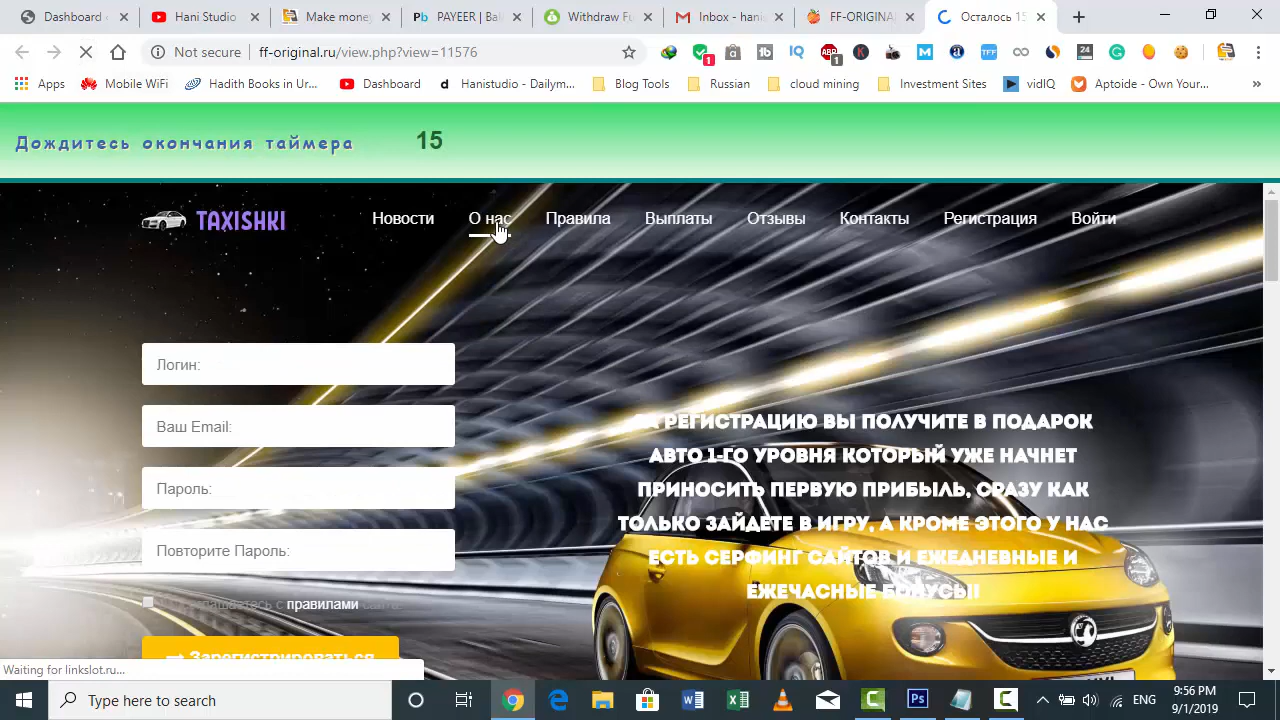 Dashboard
Hani Studio
Make money
PAYEER | Bal
Withdraw Fu
Inbox - hani
FF-ORIGINAL
Осталось 15
Not secure
ff-original.ru/view.php?view=11576
Apps
Mobile WiFi
Hadith Books in Ur...
Dashboard
Hanistudio - Dailym...
Blog Tools
Russian
cloud mining
Investment Sites
vidIQ
Aptoide - Own Your...
Дождитесь окончания таймера 15
TAXISHKI
Новости
О нас
Правила
Выплаты
Отзывы
Контакты
Регистрация
Войти
Логин:
Ваш Email:
Пароль:
Повторите Пароль:
с правилами сайта.
→ Зарегистрироваться
РЕГИСТРАЦИЮ ВЫ ПОЛУЧИТЕ В ПОДАРОК
АВТО 1-ГО УРОВНЯ КОТОРЫЙ УЖЕ НАЧНЕТ
ПРИНОСИТЬ ПЕРВУЮ ПРИБЫЛЬ, СРАЗУ КАК
ТОЛЬКО ЗАЙДЕТЕ В ИГРУ, А КРОМЕ ЭТОГО У НАС
ЕСТЬ СЕРФИНГ САЙТОВ И ЕЖЕДНЕВНЫЕ И
ЕЖЕЧАСНЫЕ БОНУСЫ!
Waiting for linkslot.ru...
Type here to search
ENG
9:56 PM
9/1/2019